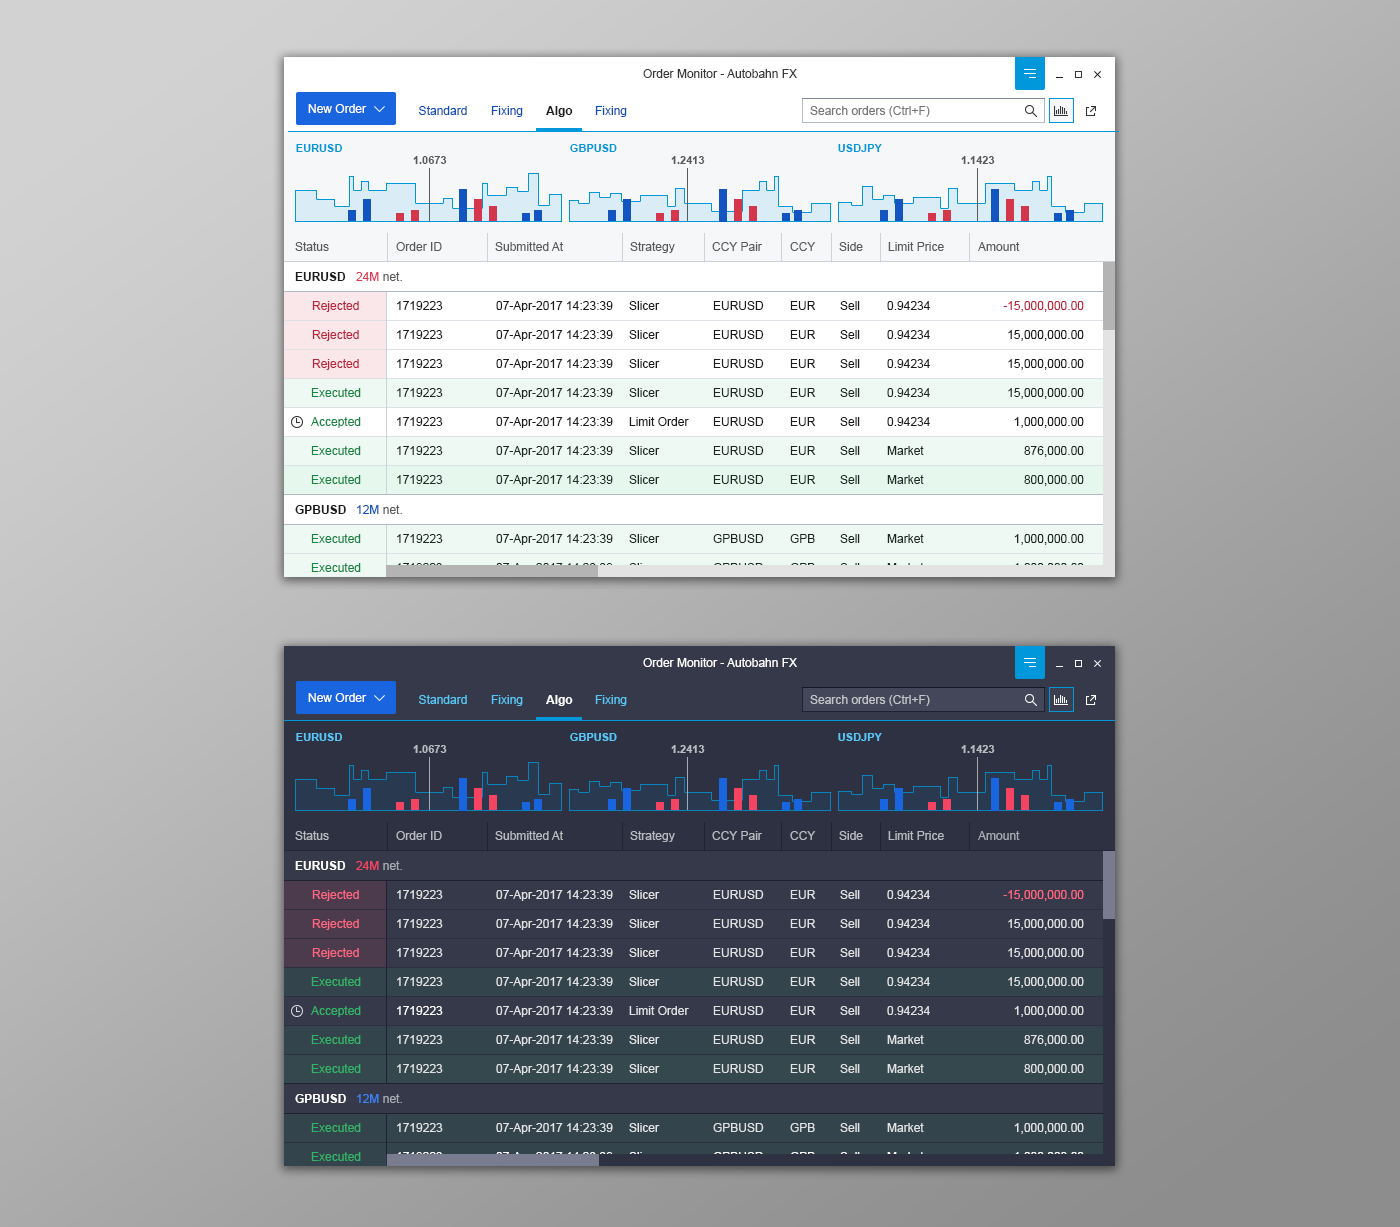 Order Monitor - Autobahn FX
New Order Standard Fixing Algo Fixing Search orders (Ctrl+F)
EURUSD GBPUSD USDJPY
1.0673 1.2413 1.1423
Status Order ID Submitted At Strategy CCY Pair CCY Side Limit Price Amount
EURUSD 24M net.
Rejected 1719223 07-Apr-2017 14:23:39 Slicer EURUSD EUR Sell 0.94234 -15,000,000.00
Rejected 1719223 07-Apr-2017 14:23:39 Slicer EURUSD EUR Sell 0.94234 15,000,000.00
Rejected 1719223 07-Apr-2017 14:23:39 Slicer EURUSD EUR Sell 0.94234 15,000,000.00
Executed 1719223 07-Apr-2017 14:23:39 Slicer EURUSD EUR Sell 0.94234 15,000,000.00
Accepted 1719223 07-Apr-2017 14:23:39 Limit Order EURUSD EUR Sell 0.94234 1,000,000.00
Executed 1719223 07-Apr-2017 14:23:39 Slicer EURUSD EUR Sell Market 876,000.00
Executed 1719223 07-Apr-2017 14:23:39 Slicer EURUSD EUR Sell Market 800,000.00
GPBUSD 12M net.
Executed 1719223 07-Apr-2017 14:23:39 Slicer GPBUSD GPB Sell Market 1,000,000.00
Executed
Order Monitor - Autobahn FX
New Order Standard Fixing Algo Fixing Search orders (Ctrl+F)
EURUSD GBPUSD USDJPY
1.0673 1.2413 1.1423
Status Order ID Submitted At Strategy CCY Pair CCY Side Limit Price Amount
EURUSD 24M net.
Rejected 1719223 07-Apr-2017 14:23:39 Slicer EURUSD EUR Sell 0.94234 -15,000,000.00
Rejected 1719223 07-Apr-2017 14:23:39 Slicer EURUSD EUR Sell 0.94234 15,000,000.00
Rejected 1719223 07-Apr-2017 14:23:39 Slicer EURUSD EUR Sell 0.94234 15,000,000.00
Executed 1719223 07-Apr-2017 14:23:39 Slicer EURUSD EUR Sell 0.94234 15,000,000.00
Accepted 1719223 07-Apr-2017 14:23:39 Limit Order EURUSD EUR Sell 0.94234 1,000,000.00
Executed 1719223 07-Apr-2017 14:23:39 Slicer EURUSD EUR Sell Market 876,000.00
Executed 1719223 07-Apr-2017 14:23:39 Slicer EURUSD EUR Sell Market 800,000.00
GPBUSD 12M net.
Executed 1719223 07-Apr-2017 14:23:39 Slicer GPBUSD GPB Sell Market 1,000,000.00
Executed